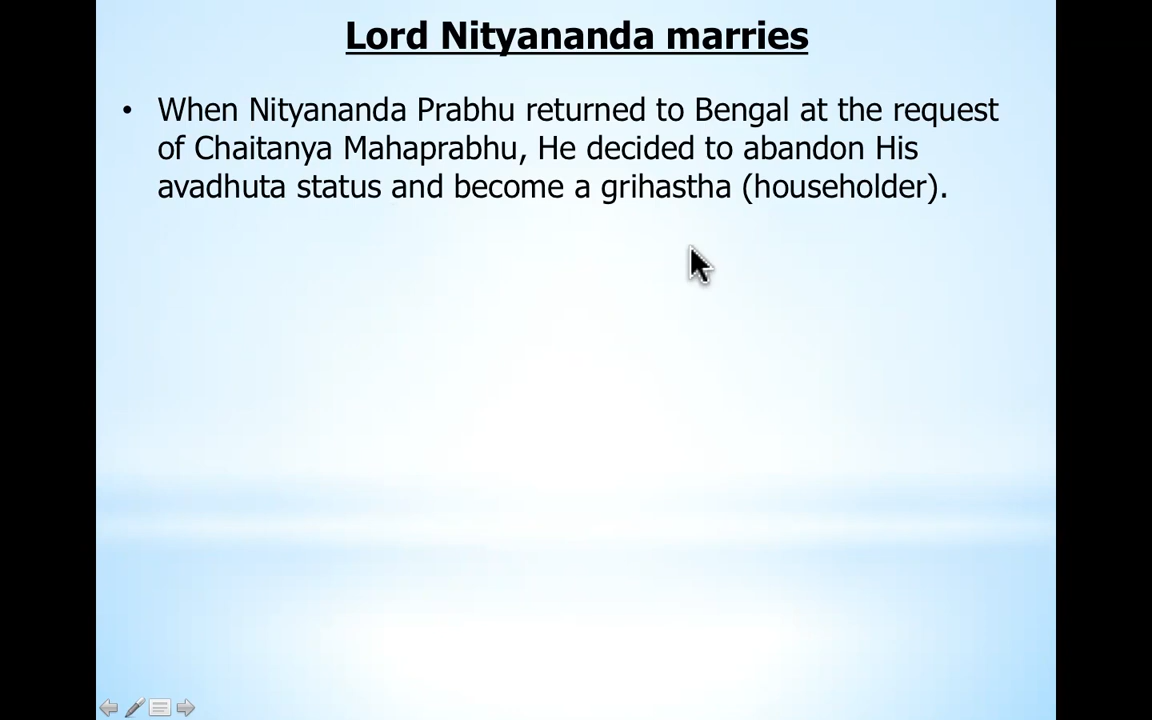 Lord Nityananda marries
• When Nityananda Prabhu returned to Bengal at the request
of Chaitanya Mahaprabhu, He decided to abandon His
avadhuta status and become a grihastha (householder).